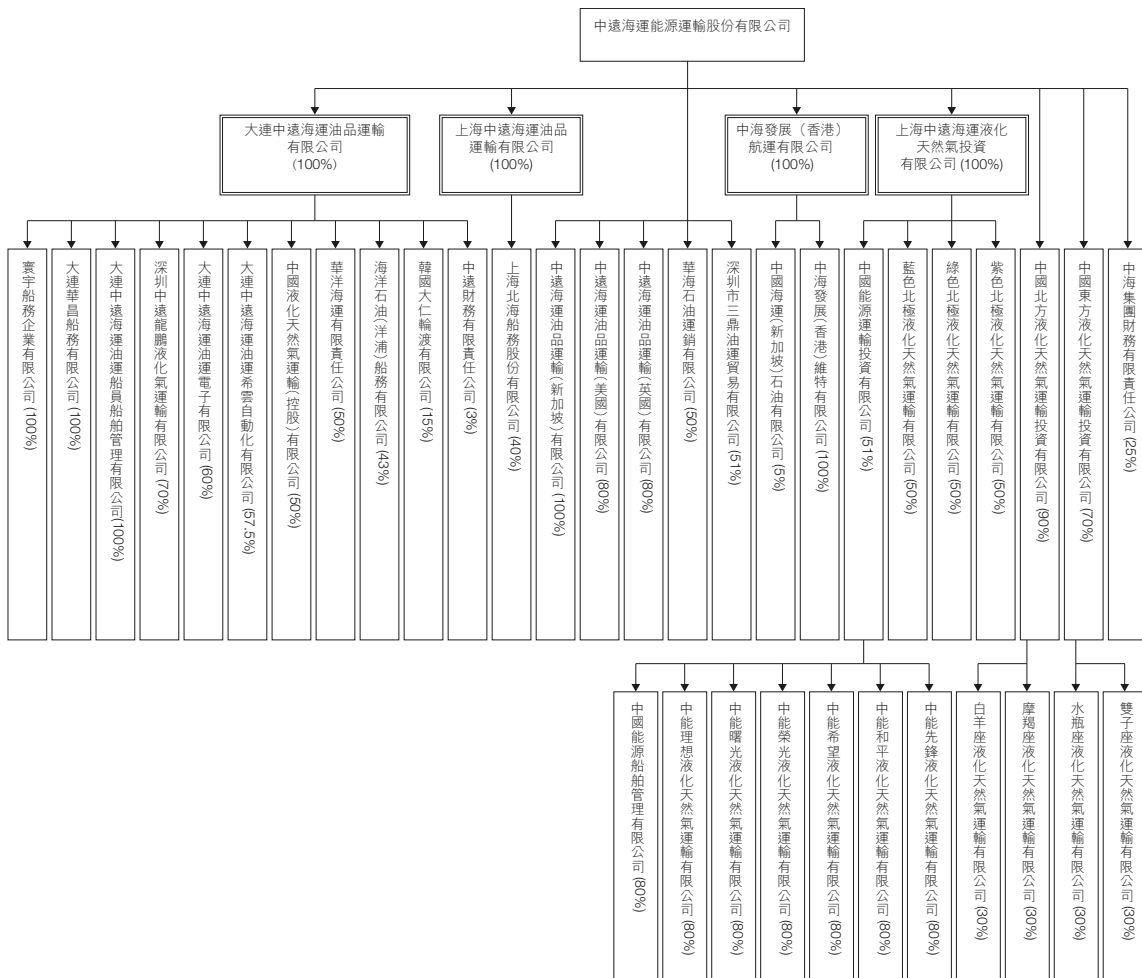 中遠海運能源運輸股份有限公司
大連中遠海運油品運輸
有限公司
(100%)
上海中遠海運油品
運輸有限公司
(100%)
中海發展（香港）
航運有限公司
(100%)
上海中遠海運液化
天然氣投資
有限公司 (100%)
寰宇船務企業有限公司 (100%)
大連華昌船務有限公司 (100%)
大連中遠海運油運船員船舶管理有限公司(100%)
深圳中遠龍鵬液化氣運輸有限公司 (70%)
大連中遠海運油運電子有限公司 (60%)
大連中遠海運油運希雲自動化有限公司 (57.5%)
中國液化天然氣運輸(控股)有限公司 (50%)
華洋海運有限責任公司 (50%)
海洋石油(洋浦)船務有限公司 (43%)
韓國大仁輪渡有限公司 (15%)
中遠財務有限責任公司 (3%)
上海北海船務股份有限公司 (40%)
中遠海運油品運輸(新加坡)有限公司 (100%)
中遠海運油品運輸(美國)有限公司 (80%)
中遠海運油品運輸(英國)有限公司 (80%)
華海石油運銷有限公司 (50%)
深圳市三鼎油運貿易有限公司 (51%)
中國海運(新加坡)石油有限公司 (5%)
中海發展(香港)維特有限公司 (100%)
中國能源運輸投資有限公司 (51%)
藍色北極液化天然氣運輸有限公司 (50%)
綠色北極液化天然氣運輸有限公司 (50%)
紫色北極液化天然氣運輸有限公司 (50%)
中國北方液化天然氣運輸投資有限公司 (90%)
中國東方液化天然氣運輸投資有限公司 (70%)
中海集團財務有限責任公司 (25%)
中國能源船舶管理有限公司 (80%)
中能理想液化天然氣運輸有限公司 (80%)
中能曙光液化天然氣運輸有限公司 (80%)
中能榮光液化天然氣運輸有限公司 (80%)
中能希望液化天然氣運輸有限公司 (80%)
中能和平液化天然氣運輸有限公司 (80%)
中能先鋒液化天然氣運輸有限公司 (80%)
白羊座液化天然氣運輸有限公司 (30%)
摩羯座液化天然氣運輸有限公司 (30%)
水瓶座液化天然氣運輸有限公司 (30%)
雙子座液化天然氣運輸有限公司 (30%)